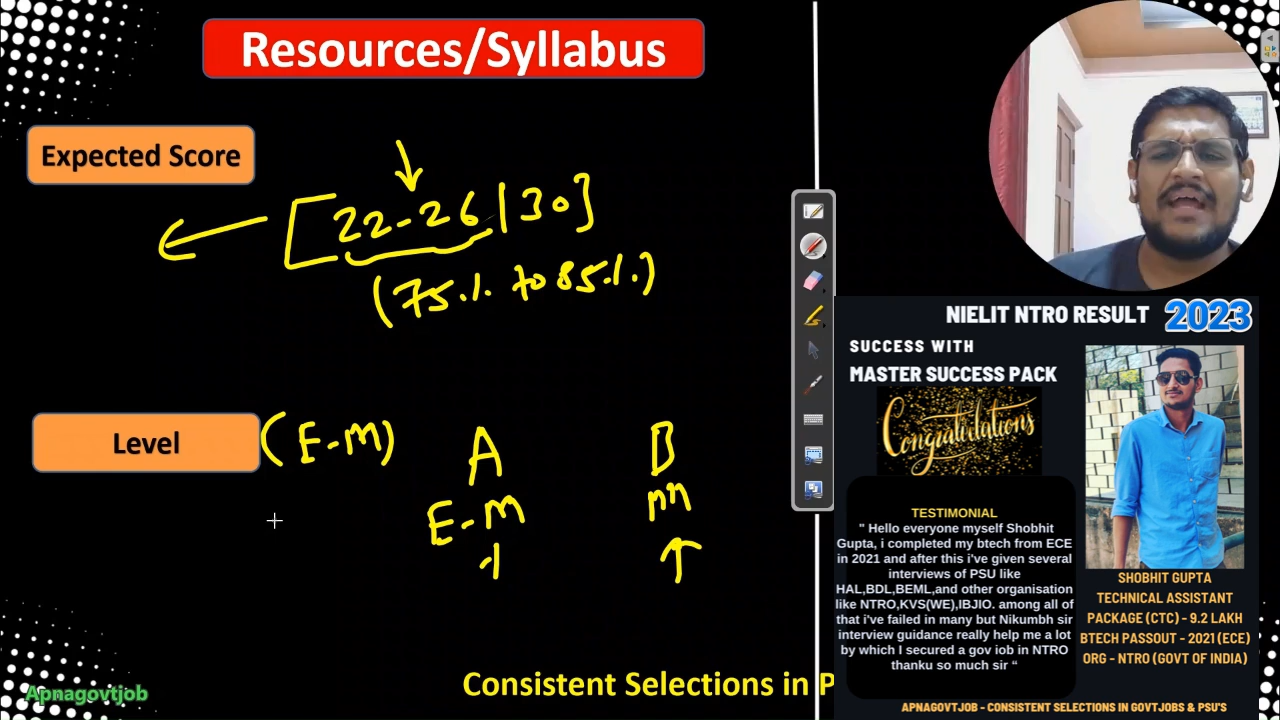 Resources/Syllabus
Expected Score
[22-26|30]
(75% to 85%)
Level
(E-M)
A
B
E-M
Apnagovtjob
Consistent Selections in P
NIELIT NTRO RESULT 2023
SUCCESS WITH
MASTER SUCCESS PACK
Congratulations
TESTIMONIAL
" Hello everyone myself Shobhit
Gupta, i completed my btech from ECE
in 2021 and after this i've given several
interviews of PSU like
HAL,BDL,BEML,and other organisation
like NTRO,KVS(WE),IBJIO. among all of
that i've failed in many but Nikumbh sir
interview guidance really help me a lot
by which I secured a gov iob in NTRO
thanku so much sir “
SHOBHIT GUPTA
TECHNICAL ASSISTANT
PACKAGE (CTC) - 9.2 LAKH
BTECH PASSOUT - 2021 (ECE)
ORG - NTRO (GOVT OF INDIA)
APNAGOVTJOB - CONSISTENT SELECTIONS IN GOVTJOBS & PSU'S